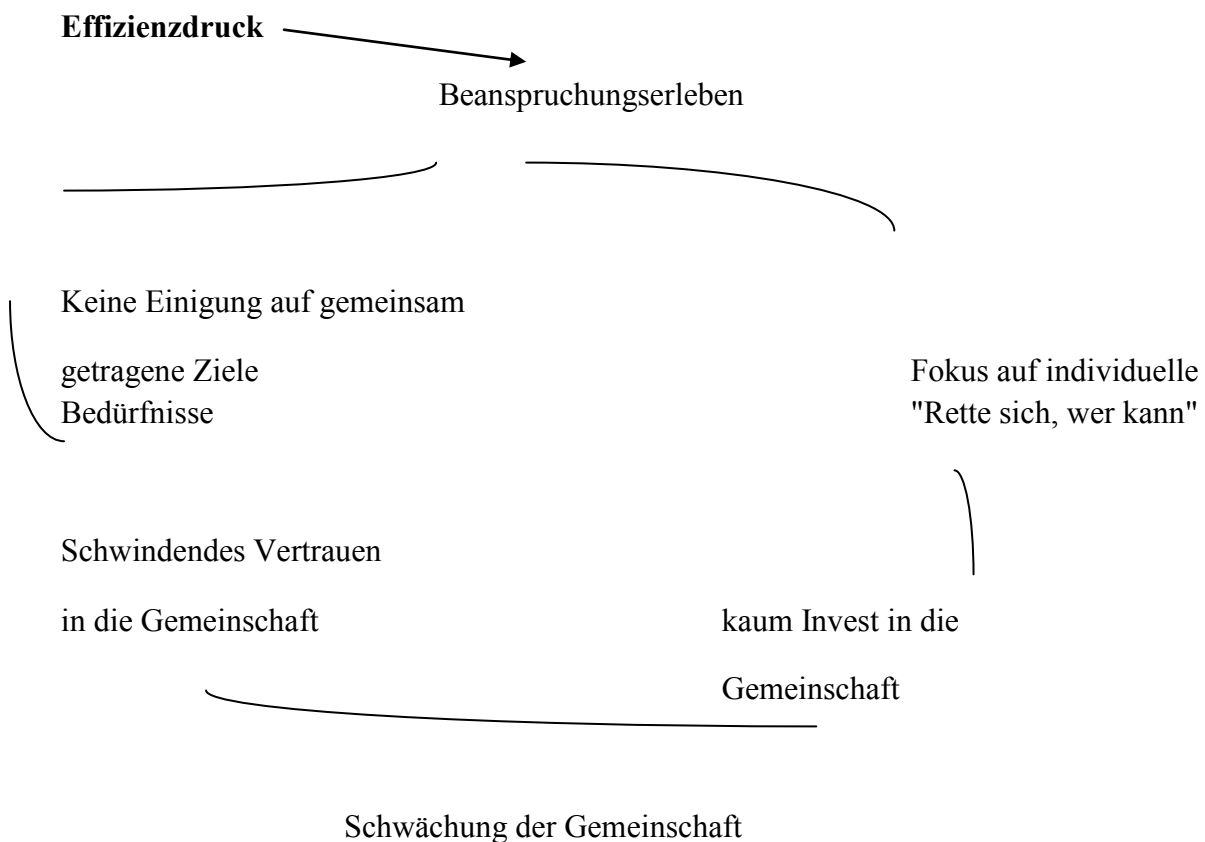 Effizienzdruck
Beanspruchungserleben
Keine Einigung auf gemeinsam
getragene Ziele
Bedürfnisse
Fokus auf individuelle
"Rette sich, wer kann"
Schwindendes Vertrauen
in die Gemeinschaft
kaum Invest in die
Gemeinschaft
Schwächung der Gemeinschaft